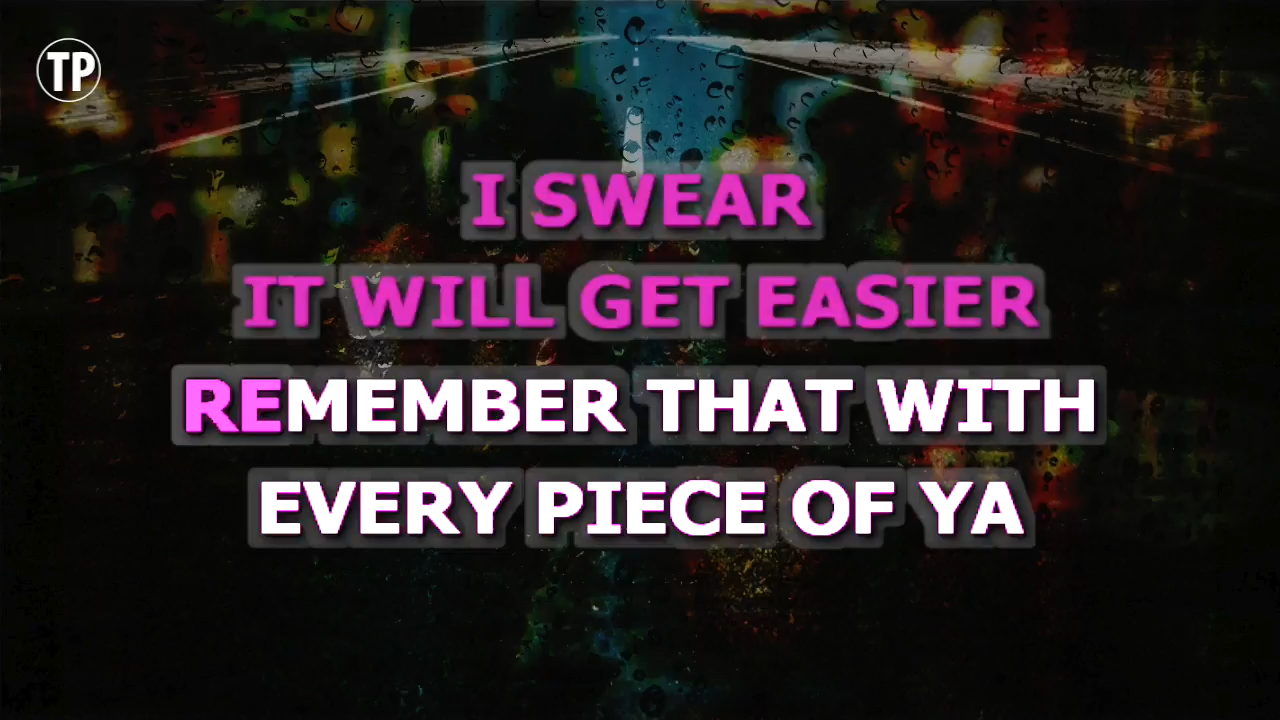 TP
I SWEAR
IT WILL GET EASIER
REMEMBER THAT WITH
EVERY PIECE OF YA